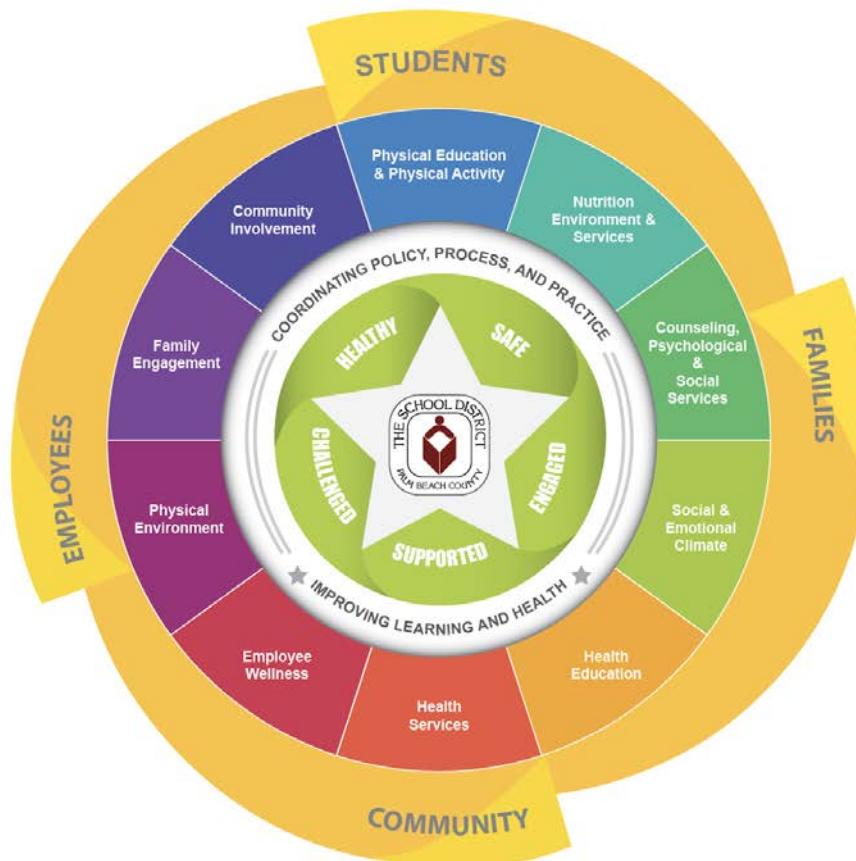 STUDENTS
FAMILIES
COMMUNITY
EMPLOYEES
Physical Education
& Physical Activity
Nutrition
Environment &
Services
Counseling,
Psychological
&
Social
Services
Social &
Emotional
Climate
Health
Education
Health
Services
Employee
Wellness
Physical
Environment
Family
Engagement
Community
Involvement
COORDINATING POLICY, PROCESS, AND PRACTICE
IMPROVING LEARNING AND HEALTH
HEALTHY
SAFE
ENGAGED
SUPPORTED
CHALLENGED
THE SCHOOL DISTRICT
PALM BEACH COUNTY